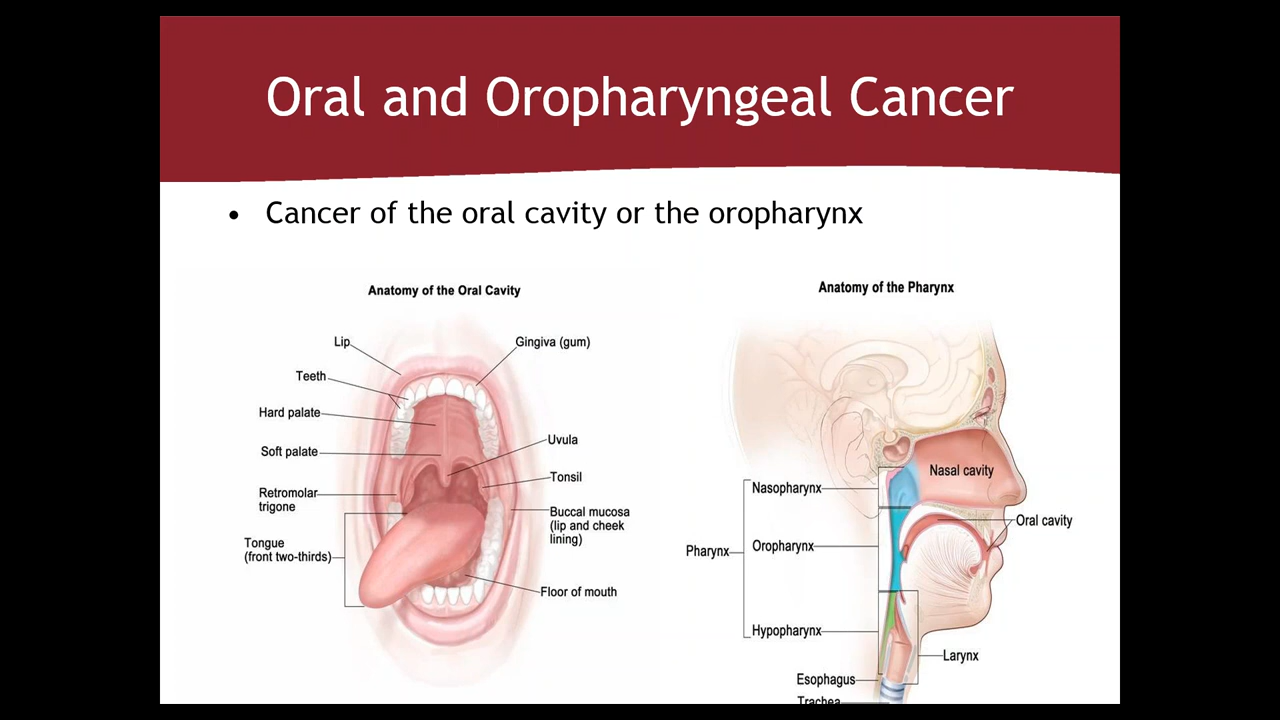 Oral and Oropharyngeal Cancer
• Cancer of the oral cavity or the oropharynx
Anatomy of the Oral Cavity
Lip
Gingiva (gum)
Teeth
Hard palate
Uvula
Soft palate
Tonsil
Retromolar
trigone
Buccal mucosa
(lip and cheek
lining)
Tongue
(front two-thirds)
Floor of mouth
Anatomy of the Pharynx
Nasal cavity
Nasopharynx
Oral cavity
Oropharynx
Pharynx
Hypopharynx
Larynx
Esophagus
Trachea